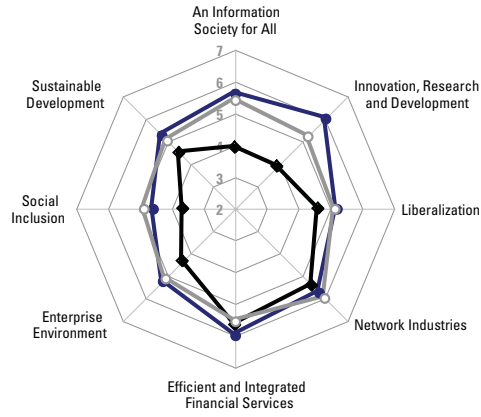 An Information
Society for All
7
6
5
4
3
2
Innovation, Research
and Development
Liberalization
Network Industries
Efficient and Integrated
Financial Services
Enterprise
Environment
Social
Inclusion
Sustainable
Development